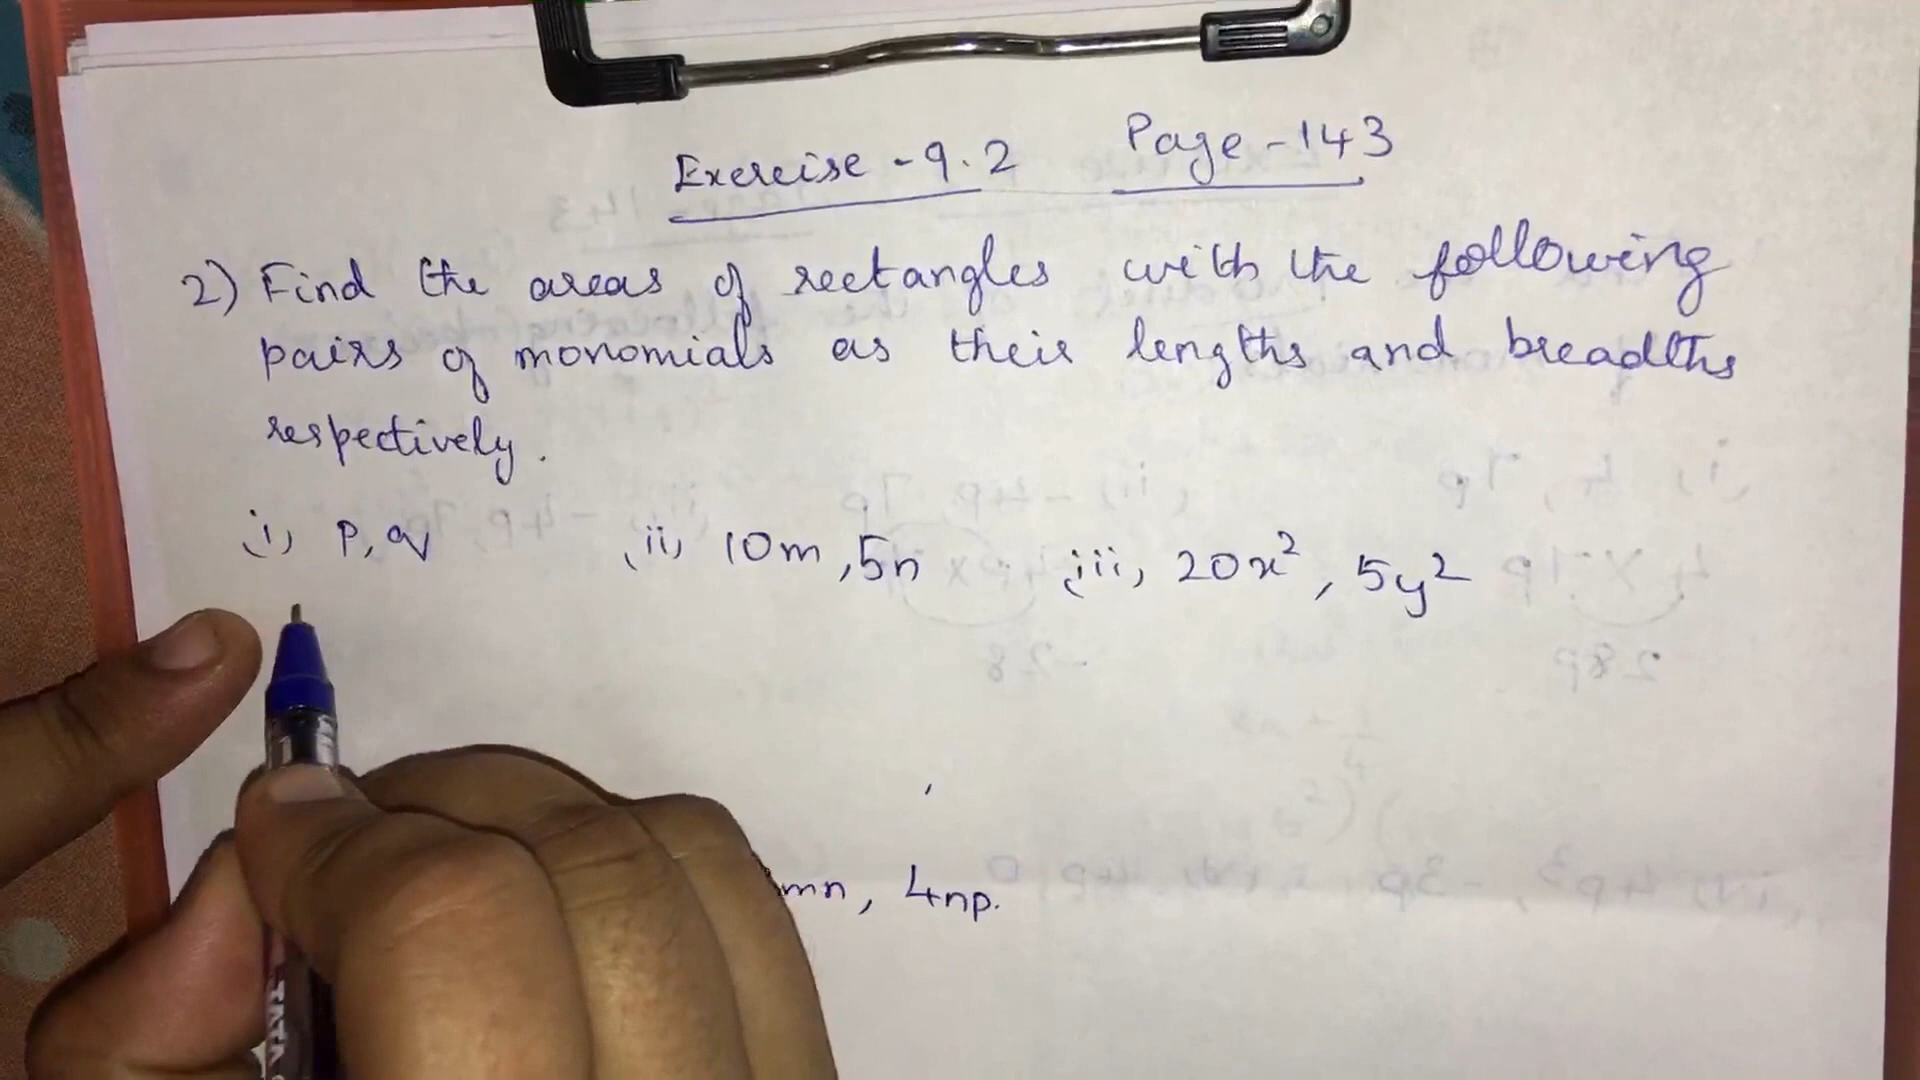 Exercise - 9.2 Page - 143
2) Find the areas of rectangles with the following
pairs of monomials as their lengths and breadths
respectively.
(i) p, q (ii) 10m, 5n (iii) 20x², 5y²
mn, 4np.
TATA